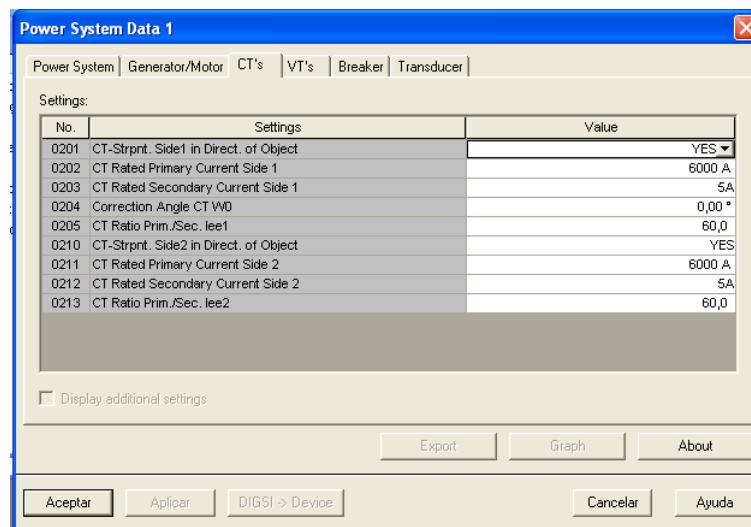 Power System Data 1
Power System Generator/Motor CT's VT's Breaker Transducer
Settings:
No. Settings Value
0201 CT-Strpnt. Side1 in Direct. of Object YES
0202 CT Rated Primary Current Side 1 6000 A
0203 CT Rated Secondary Current Side 1 5A
0204 Correction Angle CT W0 0,00 °
0205 CT Ratio Prim./Sec. Iee1 60,0
0210 CT-Strpnt. Side2 in Direct. of Object YES
0211 CT Rated Primary Current Side 2 6000 A
0212 CT Rated Secondary Current Side 2 5A
0213 CT Ratio Prim./Sec. Iee2 60,0
Display additional settings
Export Graph About
Aceptar Aplicar DIGSI -> Device Cancelar Ayuda